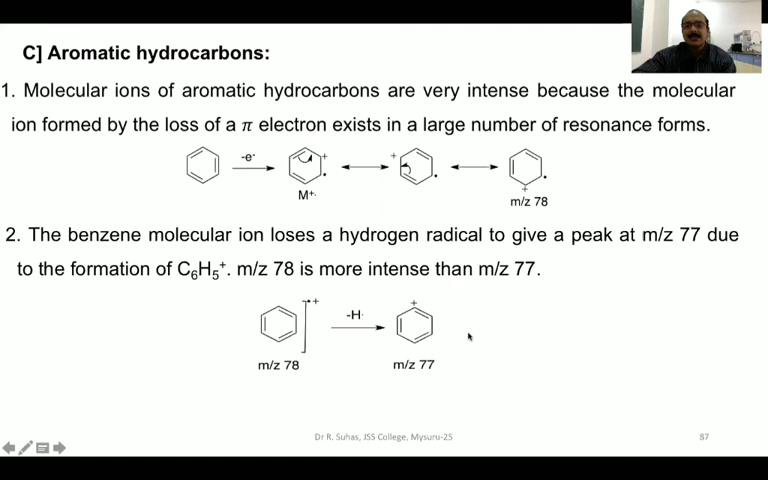 C] Aromatic hydrocarbons:
1. Molecular ions of aromatic hydrocarbons are very intense because the molecular
ion formed by the loss of a π electron exists in a large number of resonance forms.
-e⁻
+
+
+
M⁺·
m/z 78
2. The benzene molecular ion loses a hydrogen radical to give a peak at m/z 77 due
to the formation of C₆H₅⁺. m/z 78 is more intense than m/z 77.
·+
-H·
+
m/z 78
m/z 77
Dr R. Suhas, JSS College, Mysuru-25
87